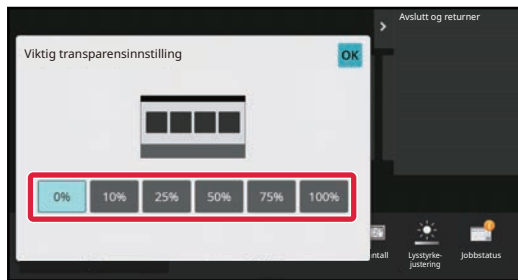 Avslutt og returner
Viktig transparensinnstilling
OK
0% 10% 25% 50% 75% 100%
ntall
Lysstyrke-
justering
Jobbstatus